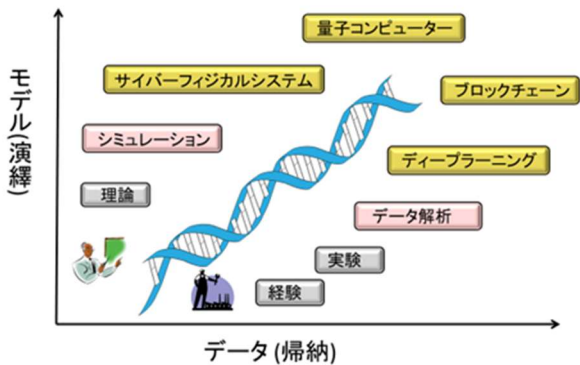 量子コンピューター
サイバーフィジカルシステム
ブロックチェーン
シミュレーション
ディープラーニング
理論
データ解析
実験
経験
モデル(演繹)
データ(帰納)